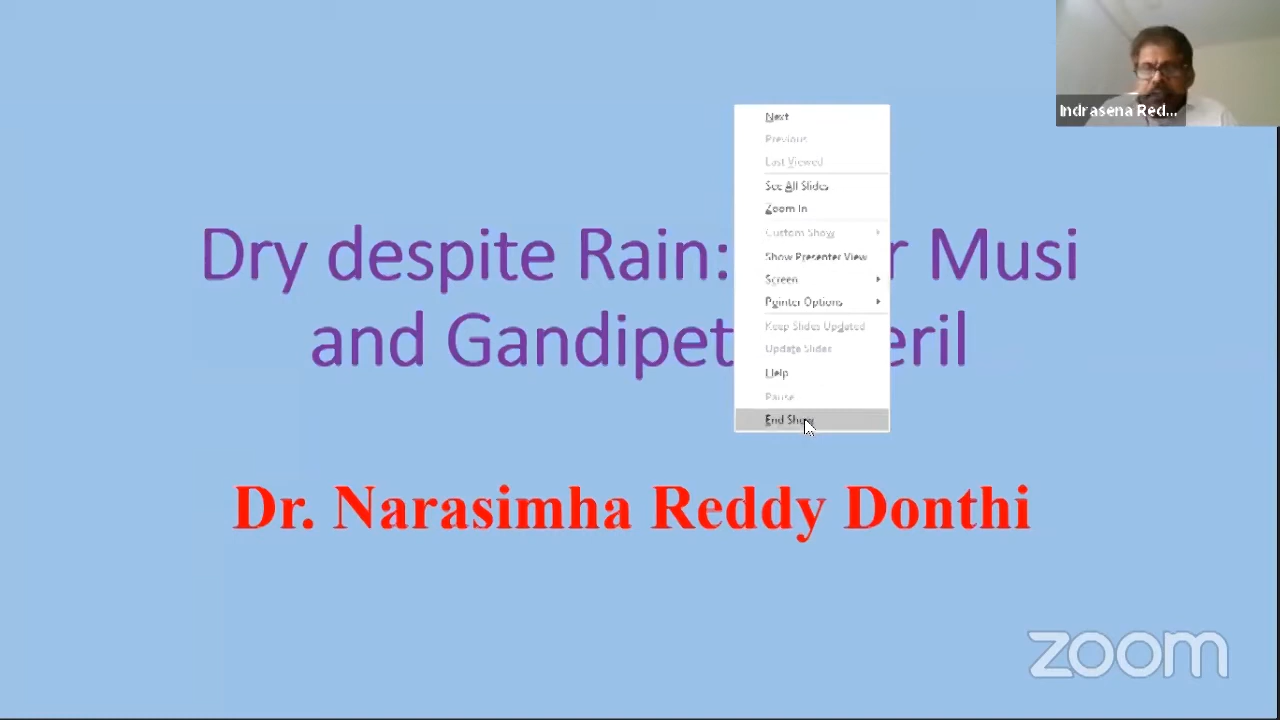 Indrasena Red...
Next
Previous
Last Viewed
See All Slides
Zoom In
Custom Show
Show Presenter View
Screen
Pointer Options
Keep Slides Updated
Update Slides
Help
Pause
End Show
Dry despite Rain: r Musi
and Gandipet eril
Dr. Narasimha Reddy Donthi
zoom